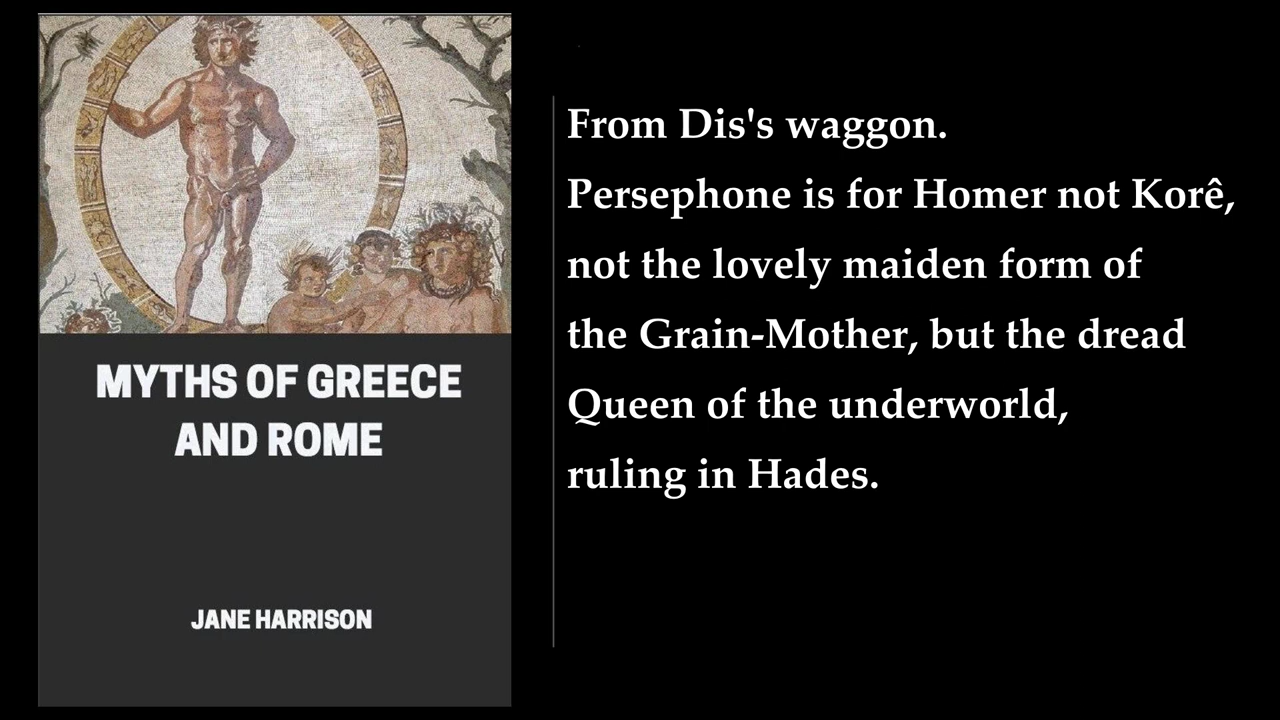 MYTHS OF GREECE
AND ROME
JANE HARRISON
From Dis's waggon.
Persephone is for Homer not Korê,
not the lovely maiden form of
the Grain-Mother, but the dread
Queen of the underworld,
ruling in Hades.